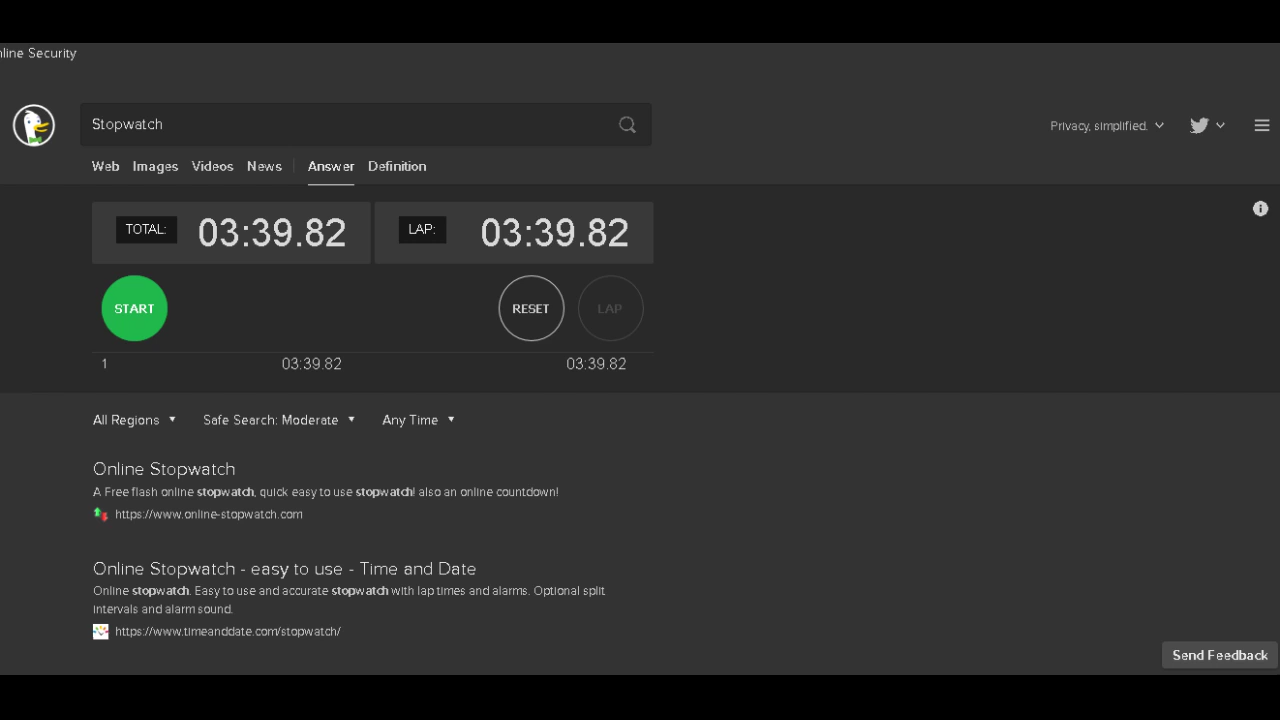 nline Security
Stopwatch
Privacy, simplified.
Web Images Videos News Answer Definition
TOTAL: 03:39.82 LAP: 03:39.82
START RESET LAP
1 03:39.82 03:39.82
All Regions Safe Search: Moderate Any Time
Online Stopwatch
A Free flash online stopwatch, quick easy to use stopwatch! also an online countdown!
https://www.online-stopwatch.com
Online Stopwatch - easy to use - Time and Date
Online stopwatch. Easy to use and accurate stopwatch with lap times and alarms. Optional split
intervals and alarm sound.
https://www.timeanddate.com/stopwatch/
Send Feedback